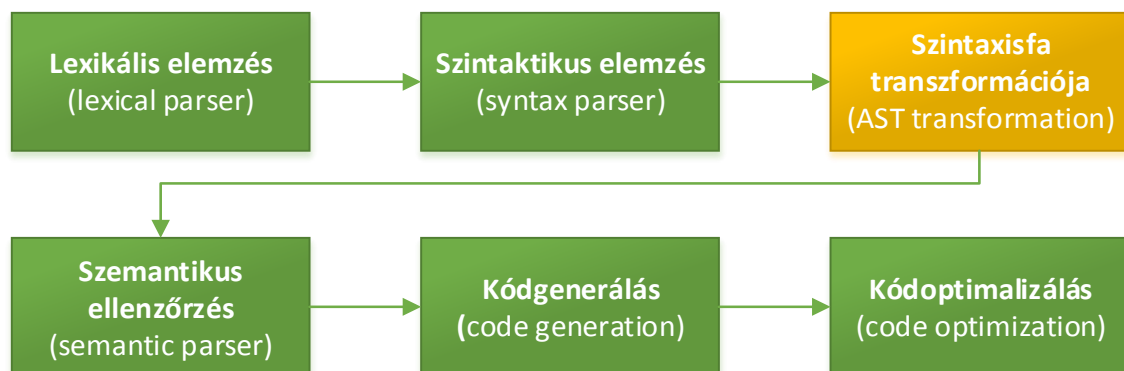 Lexikális elemzés
(lexical parser)
Szintaktikus elemzés
(syntax parser)
Szintaxisfa
transzformációja
(AST transformation)
Szemantikus
ellenzőrzés
(semantic parser)
Kódgenerálás
(code generation)
Kódoptimalizálás
(code optimization)